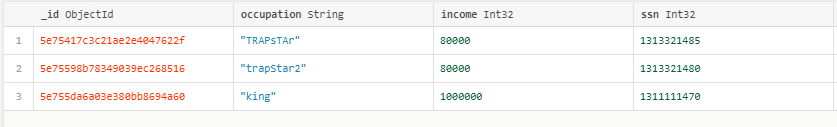 _id ObjectId occupation String income Int32 ssn Int32
1 5e75417c3c21ae2e4047622f "TRAPsTAr" 80000 1313321485
2 5e75598b78349039ec268516 "trapStar2" 80000 1313321480
3 5e755da6a03e380bb8694a60 "king" 1000000 1311111470